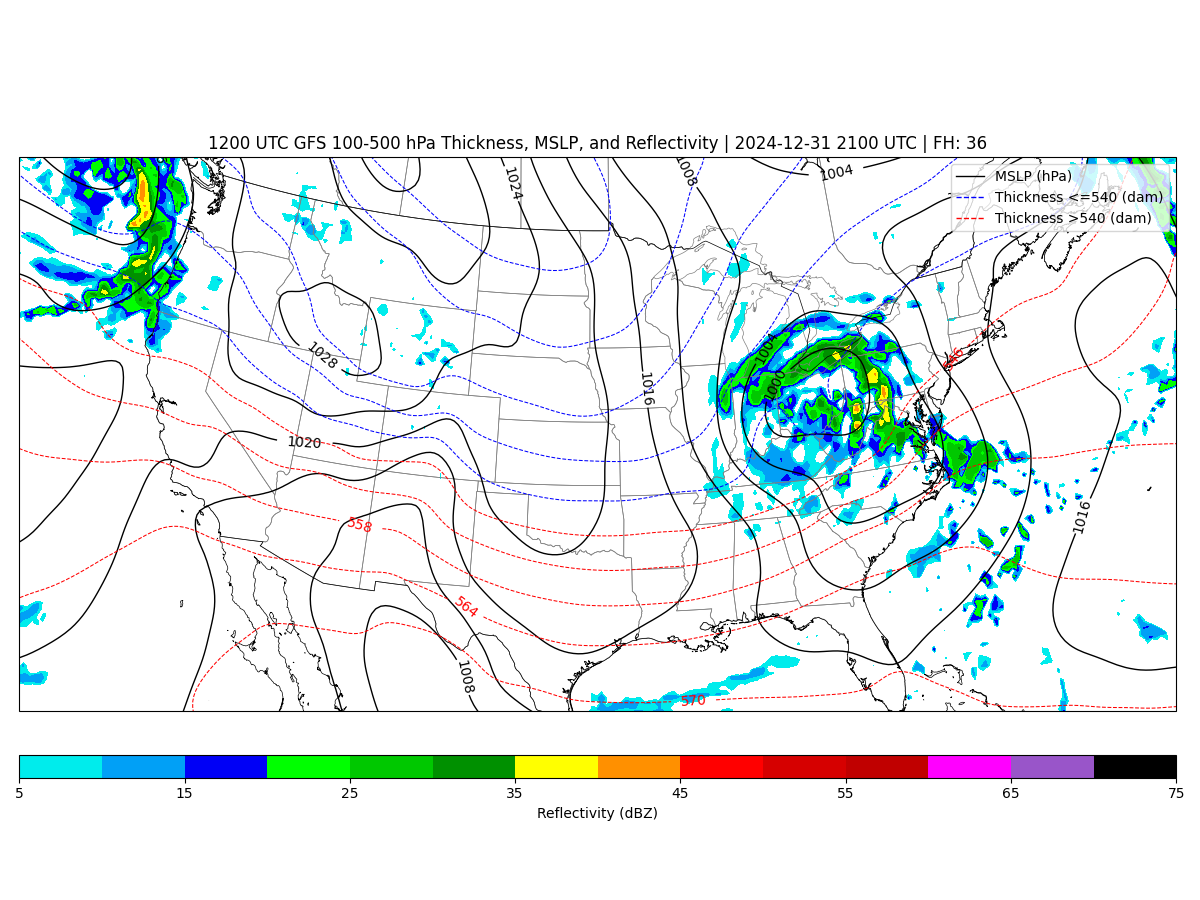 1200 UTC GFS 100-500 hPa Thickness, MSLP, and Reflectivity | 2024-12-31 2100 UTC | FH: 36
MSLP (hPa)
Thickness <=540 (dam)
Thickness >540 (dam)
1024
1008
1004
1028
1004
546
1016
1000
1020
558
1016
564
1008
570
5 15 25 35 45 55 65 75
Reflectivity (dBZ)